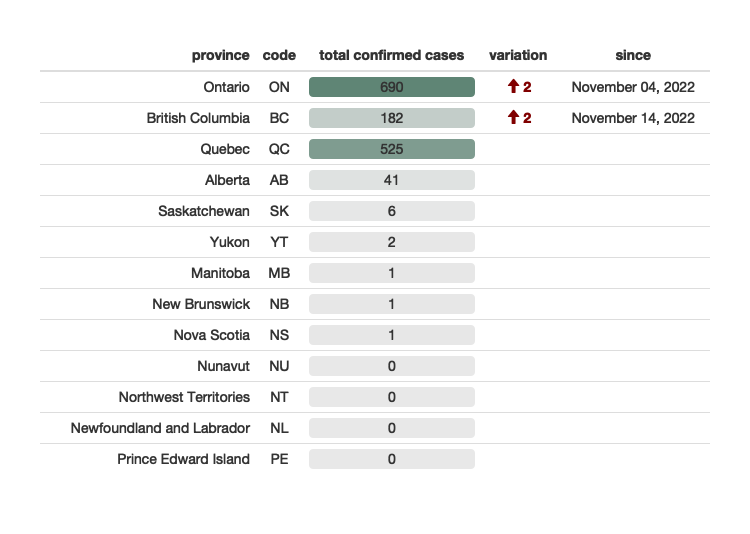 province code total confirmed cases variation since
Ontario ON 690 ⬆ 2 November 04, 2022
British Columbia BC 182 ⬆ 2 November 14, 2022
Quebec QC 525
Alberta AB 41
Saskatchewan SK 6
Yukon YT 2
Manitoba MB 1
New Brunswick NB 1
Nova Scotia NS 1
Nunavut NU 0
Northwest Territories NT 0
Newfoundland and Labrador NL 0
Prince Edward Island PE 0